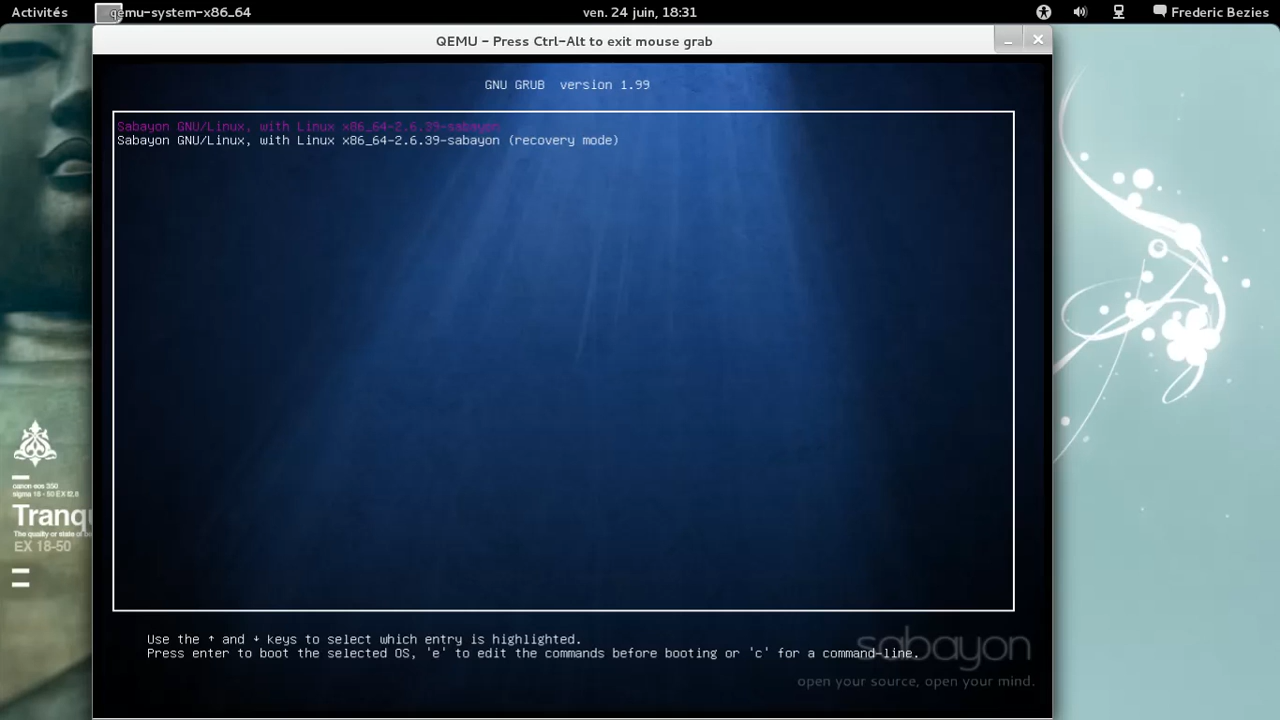 Activités qemu-system-x86_64 ven. 24 juin, 18:31 Frederic Bezies
QEMU - Press Ctrl-Alt to exit mouse grab
GNU GRUB version 1.99
Sabayon GNU/Linux, with Linux x86_64-2.6.39-sabayon
Sabayon GNU/Linux, with Linux x86_64-2.6.39-sabayon (recovery mode)
canon eos 350
sigma 18 - 50 EX f2.8
Tranqu
The quality or state of be
EX 18-50
Use the ↑ and ↓ keys to select which entry is highlighted.
Press enter to boot the selected OS, 'e' to edit the commands before booting or 'c' for a command-line.
sabayon
open your source, open your mind.